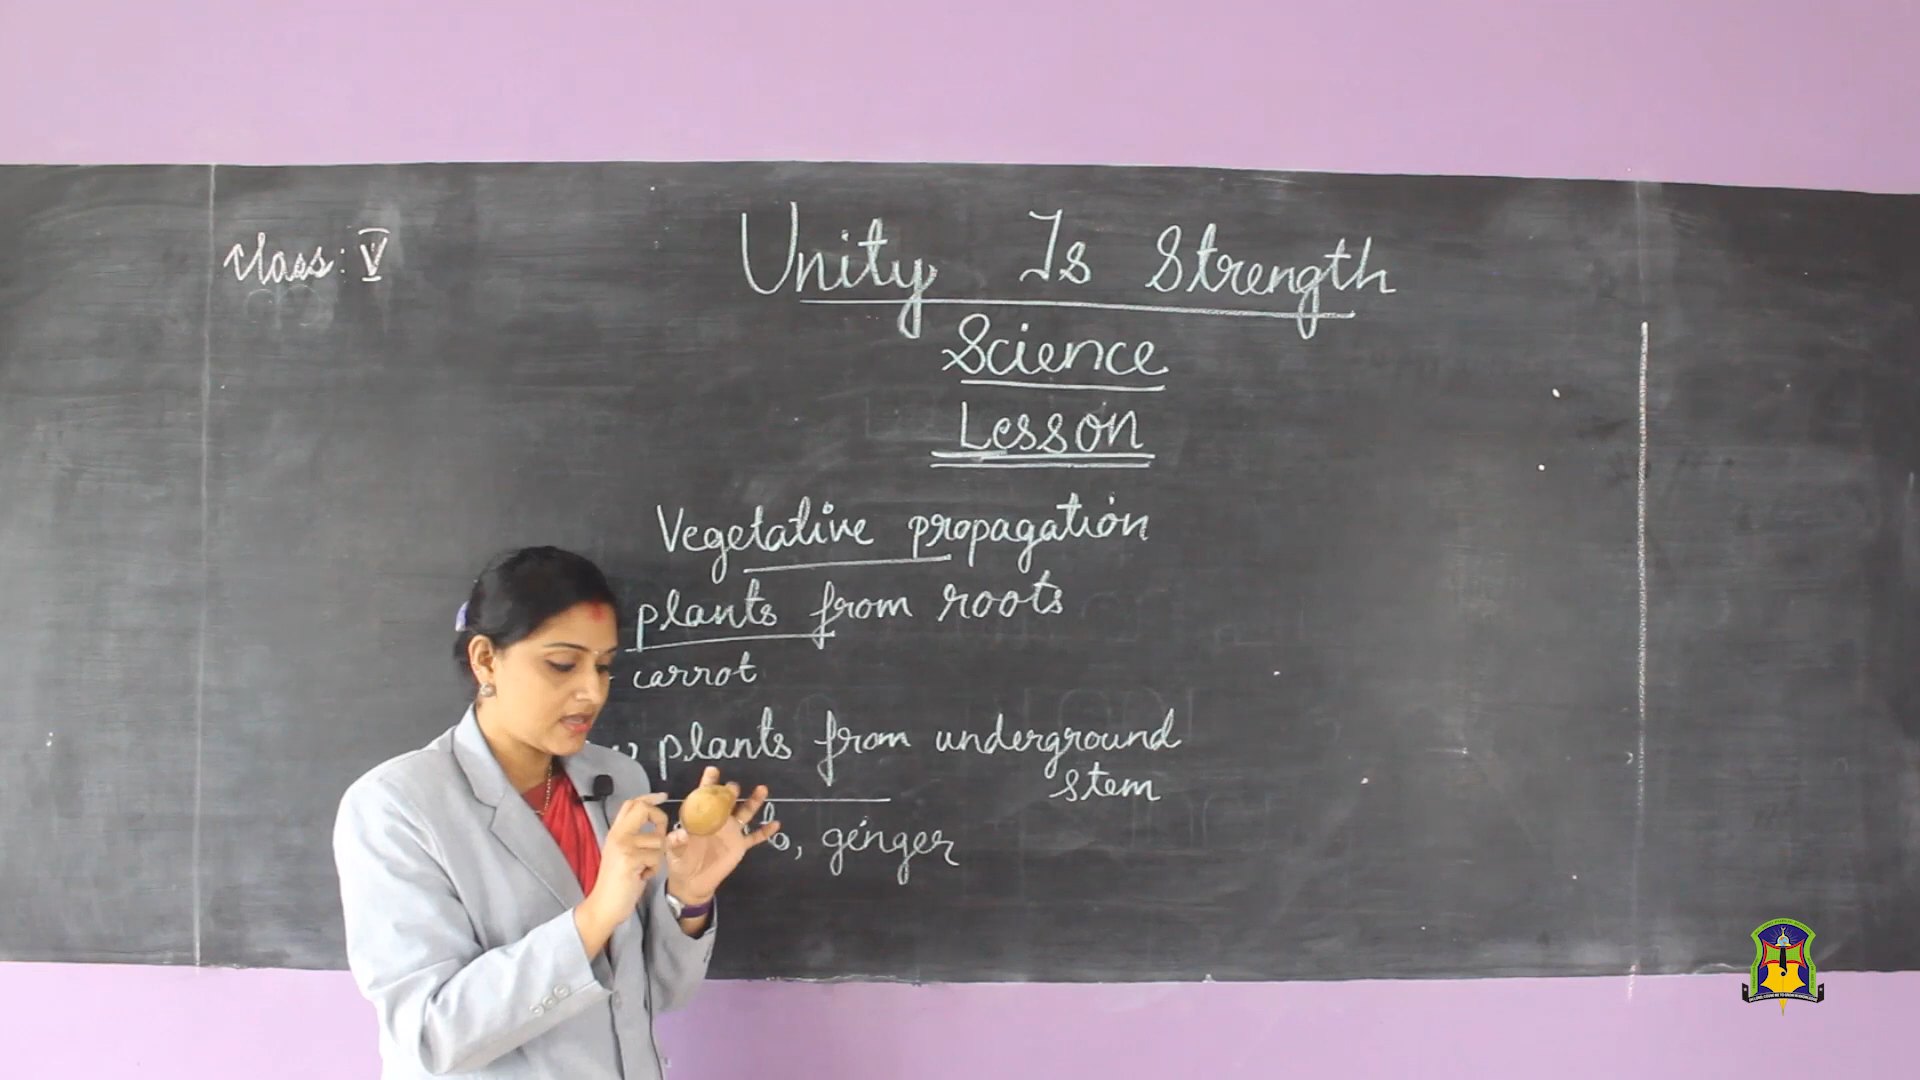 Class: V
Unity Is Strength
Science
Lesson
Vegetative propagation
plants from roots
carrot
plants from underground
stem
, ginger